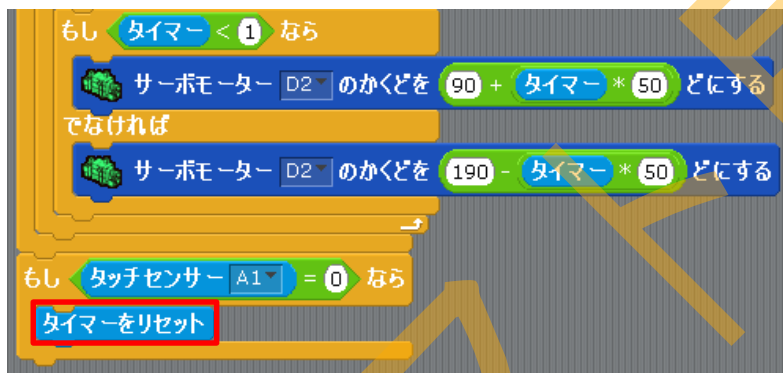 もし タイマー < 1 なら
サーボモーター D2 のかくどを 90 + タイマー * 50 どにする
でなければ
サーボモーター D2 のかくどを 190 - タイマー * 50 どにする
もし タッチセンサー A1 = 0 なら
タイマーをリセット